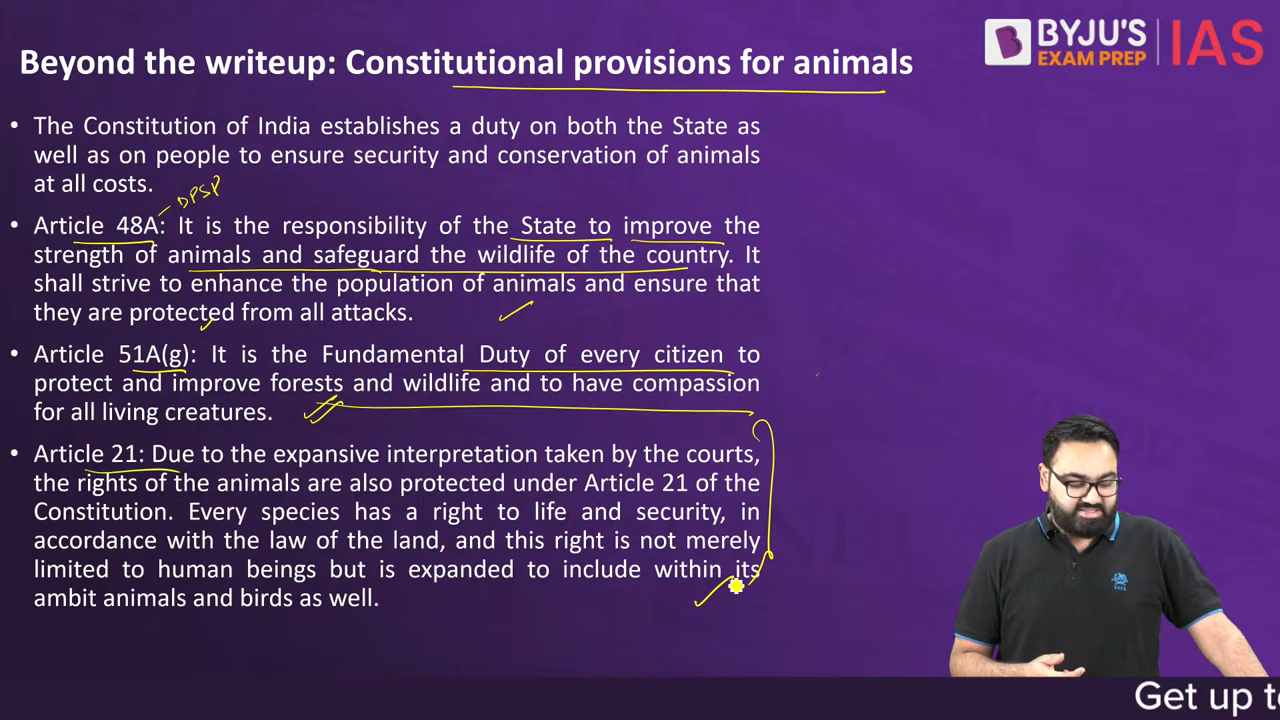 Beyond the writeup: Constitutional provisions for animals
BYJU'S
EXAM PREP
IAS
• The Constitution of India establishes a duty on both the State as
well as on people to ensure security and conservation of animals
at all costs.
DPSP
• Article 48A: It is the responsibility of the State to improve the
strength of animals and safeguard the wildlife of the country. It
shall strive to enhance the population of animals and ensure that
they are protected from all attacks.
• Article 51A(g): It is the Fundamental Duty of every citizen to
protect and improve forests and wildlife and to have compassion
for all living creatures.
• Article 21: Due to the expansive interpretation taken by the courts,
the rights of the animals are also protected under Article 21 of the
Constitution. Every species has a right to life and security, in
accordance with the law of the land, and this right is not merely
limited to human beings but is expanded to include within its
ambit animals and birds as well.
Get up t